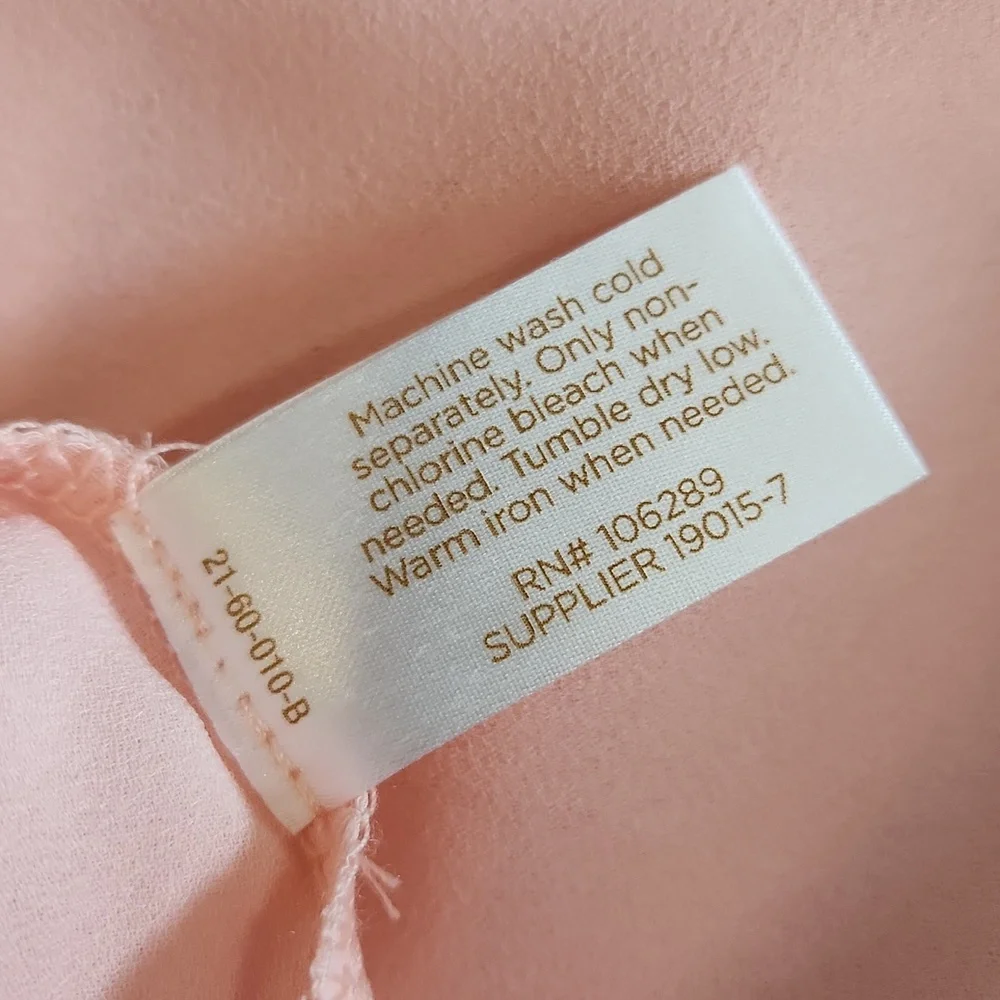 Machine wash cold
separately. Only non-
chlorine bleach when
needed. Tumble dry low.
Warm iron when needed.
RN# 106289
SUPPLIER 19015-7
21-60-010-B